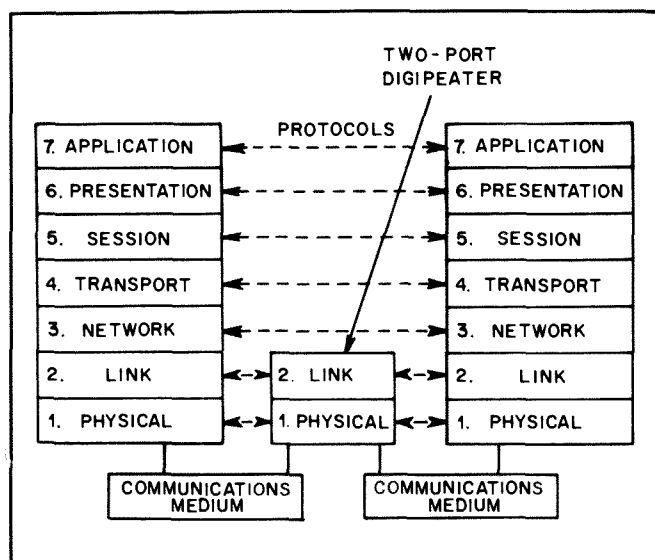 TWO-PORT
DIGIPEATER
PROTOCOLS
7. APPLICATION
7. APPLICATION
6. PRESENTATION
6. PRESENTATION
5. SESSION
5. SESSION
4. TRANSPORT
4. TRANSPORT
3. NETWORK
3. NETWORK
2. LINK
2. LINK
2. LINK
1. PHYSICAL
1. PHYSICAL
1. PHYSICAL
COMMUNICATIONS
MEDIUM
COMMUNICATIONS
MEDIUM